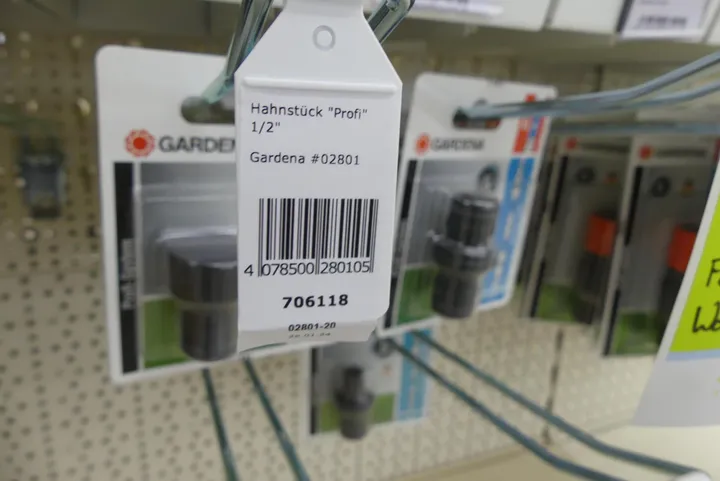 Hahnstück "Profi"
1/2"
Gardena #02801
4 078500 280105
706118
02801-20
GARDENA
GARDENA